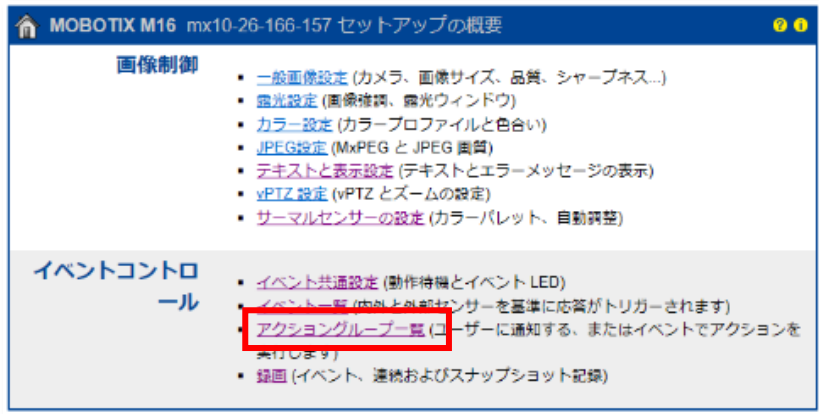 MOBOTIX M16 mx10-26-166-157 セットアップの概要
画像制御
一般画像設定 (カメラ、画像サイズ、品質、シャープネス...)
露光設定 (画像強調、露光ウィンドウ)
カラー設定 (カラープロファイルと色合い)
JPEG設定 (MxPEG と JPEG 画質)
テキストと表示設定 (テキストとエラーメッセージの表示)
vPTZ 設定 (vPTZ とズームの設定)
サーマルセンサーの設定 (カラーパレット、自動調整)
イベントコントロ
ール
イベント共通設定 (動作待機とイベント LED)
イベント一覧 (内外と外部センサーを基準に応答がトリガーされます)
アクショングループ一覧 (ユーザーに通知する、またはイベントでアクションを
実行します)
録画 (イベント、連続およびスナップショット記録)